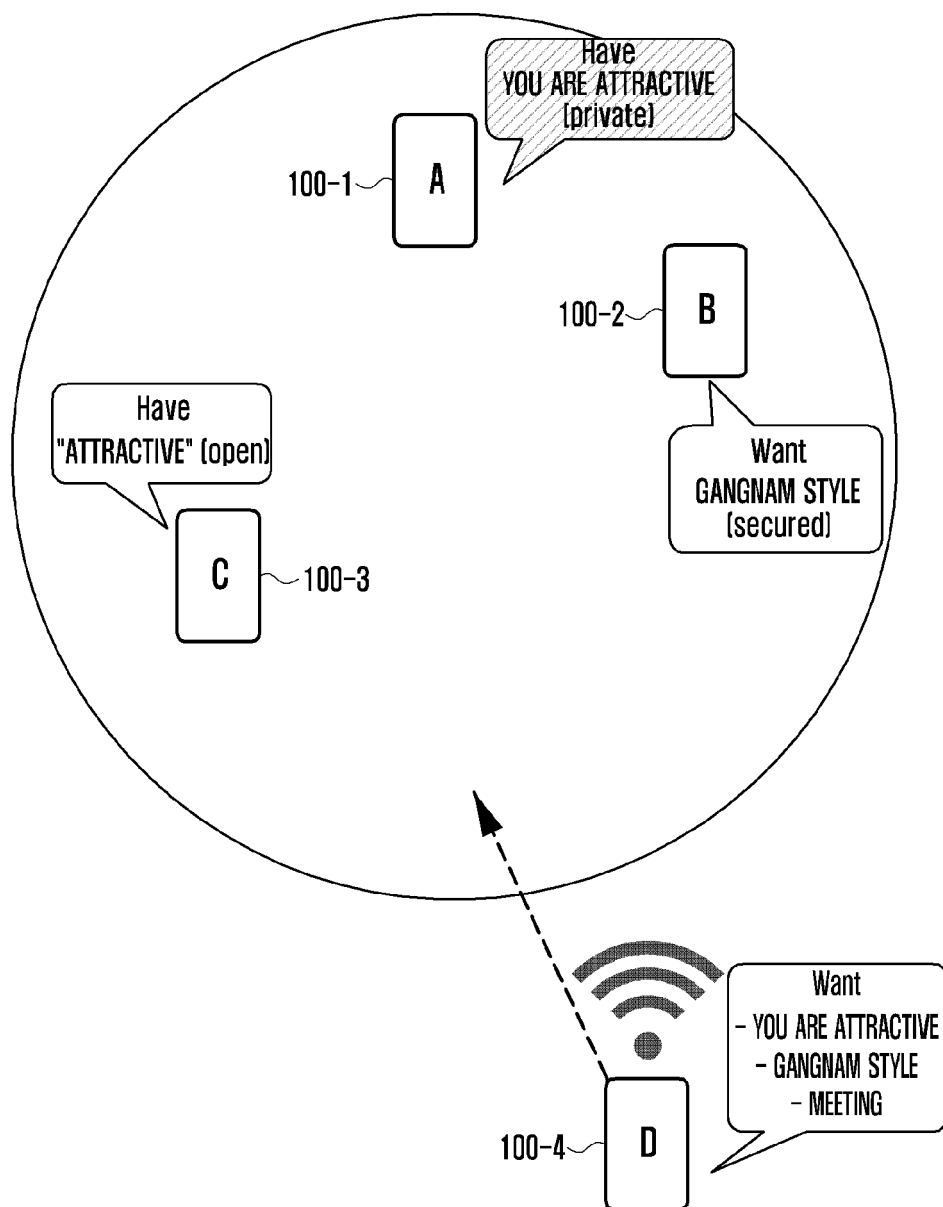 Have
YOU ARE ATTRACTIVE
(private)
100-1
A
100-2
B
Have
"ATTRACTIVE" (open)
Want
GANGNAM STYLE
(secured)
C
100-3
Want
- YOU ARE ATTRACTIVE
- GANGNAM STYLE
- MEETING
100-4
D